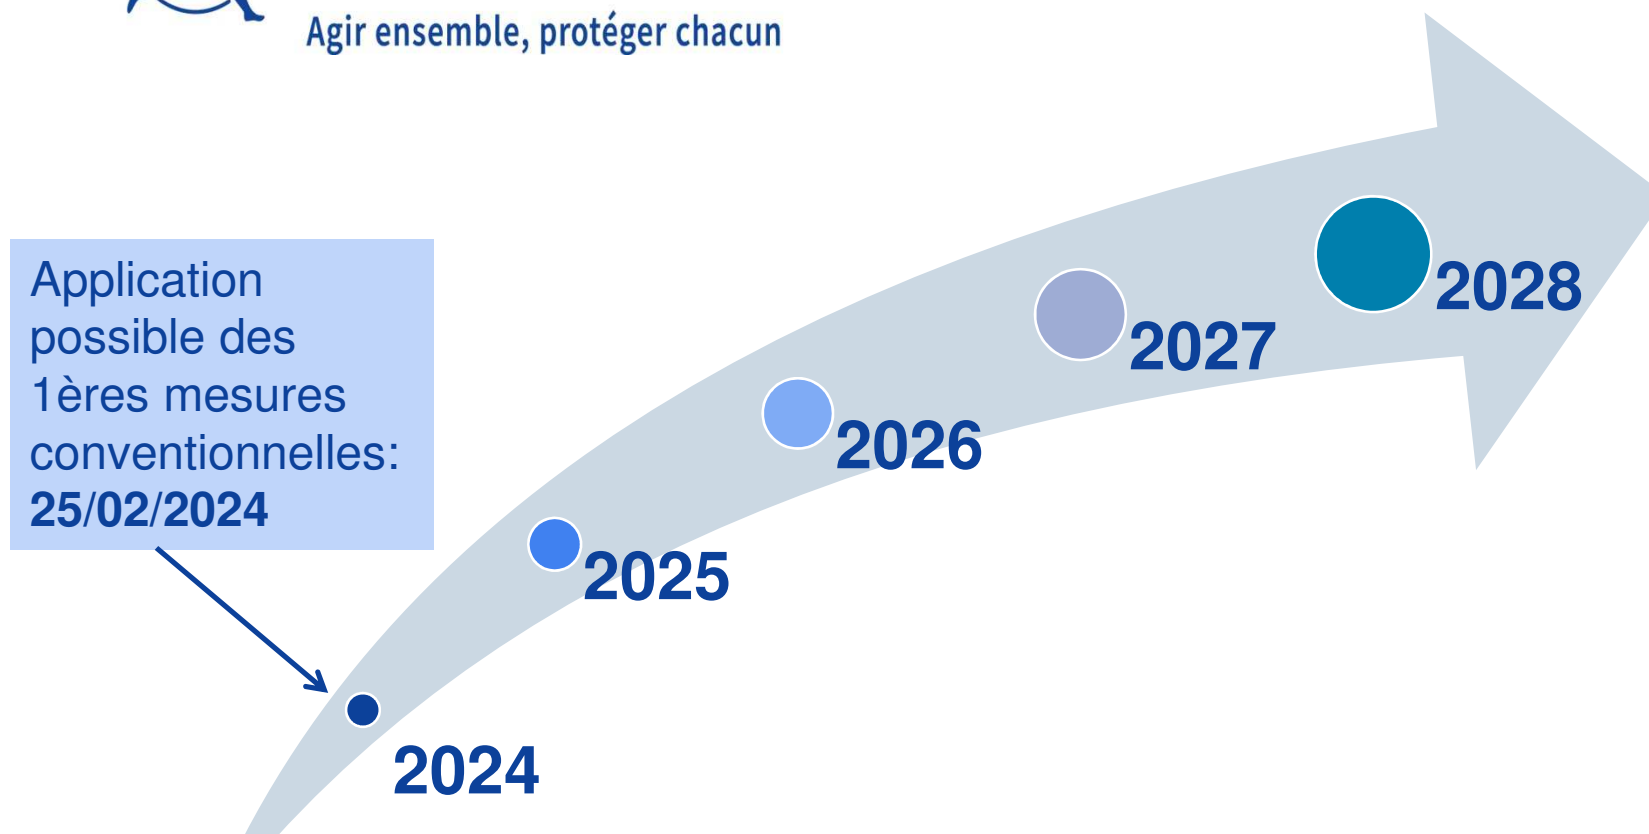 Agir ensemble, protéger chacun
Application
possible des
1ères mesures
conventionnelles:
25/02/2024
2024
2025
2026
2027
2028